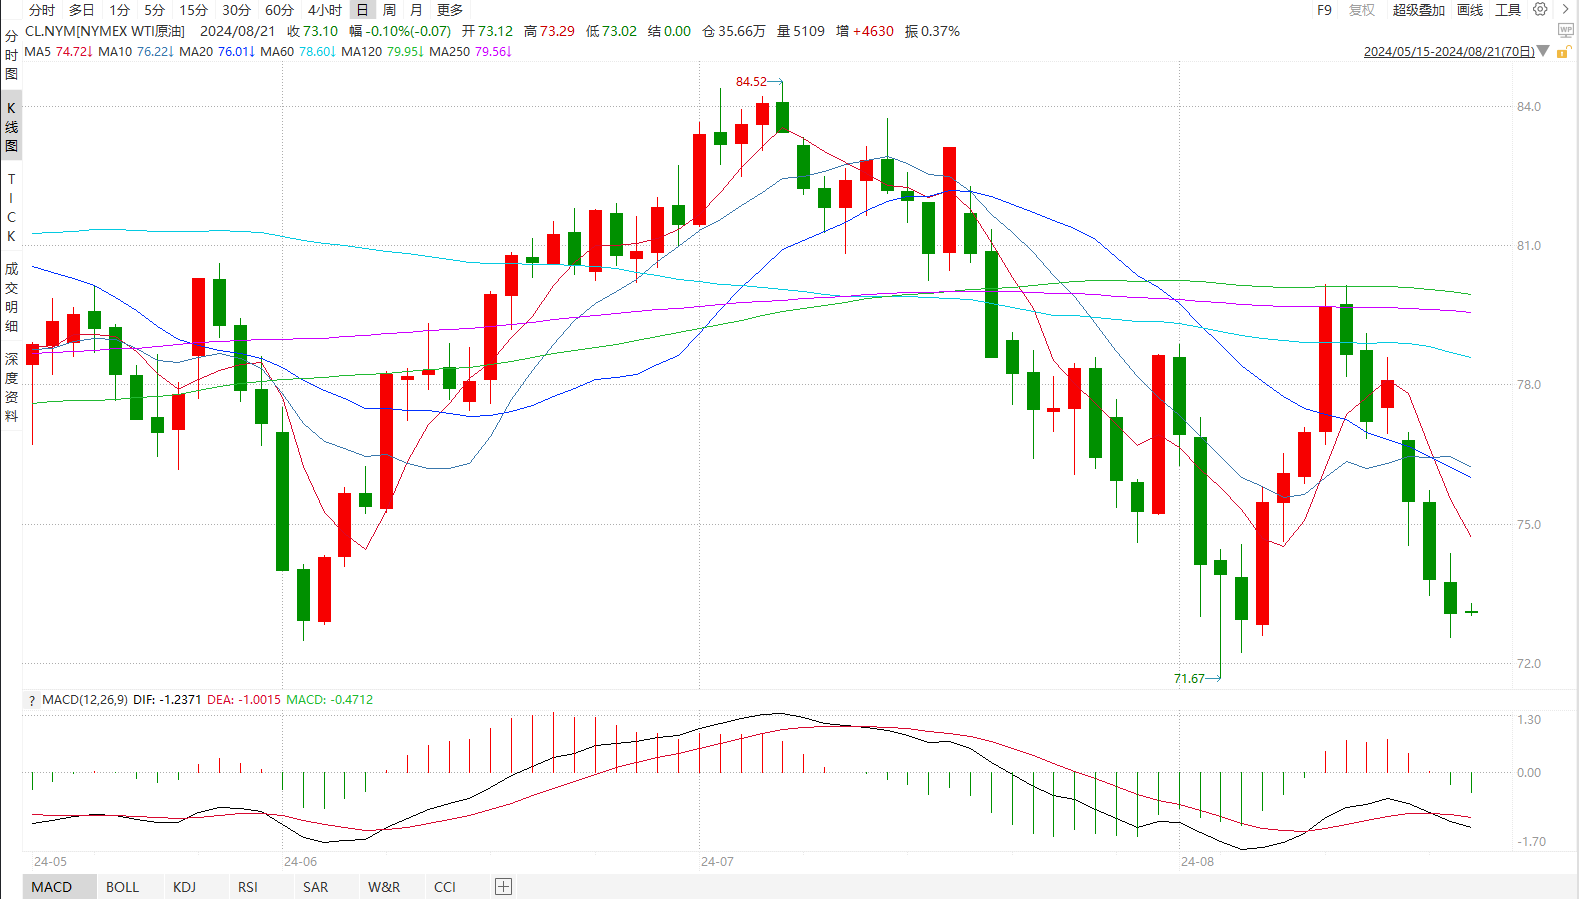 分时 多日 1分 5分 15分 30分 60分 4小时 日 周 月 更多 F9 复权 超级叠加 画线 工具
CL.NYM[NYMEX WTI原油] 2024/08/21 收 73.10 幅 -0.10%(-0.07) 开 73.12 高 73.29 低 73.02 结 0.00 仓 35.66万 量 5109 增 +4630 振 0.37% WP
MA5 74.72↓ MA10 76.22↓ MA20 76.01↓ MA60 78.60↓ MA120 79.95↓ MA250 79.56↓ 2024/05/15-2024/08/21(70日)
分时图
K线图
TICK
成交明细
深度资料
84.52
84.0
81.0
78.0
75.0
72.0
71.67
? MACD(12,26,9) DIF: -1.2371 DEA: -1.0015 MACD: -0.4712
1.30
0.00
-1.70
24-05 24-06 24-07 24-08
MACD BOLL KDJ RSI SAR W&R CCI